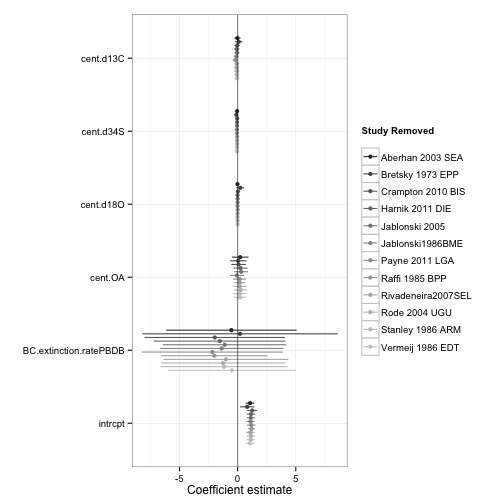 cent.d13C
cent.d34S
cent.d18O
cent.OA
BC.extinction.ratePBDB
intrcpt
-5 0 5
Coefficient estimate
Study Removed
Aberhan 2003 SEA
Bretsky 1973 EPP
Crampton 2010 BIS
Harnik 2011 DIE
Jablonski 2005
Jablonski1986BME
Payne 2011 LGA
Raffi 1985 BPP
Rivadeneira2007SEL
Rode 2004 UGU
Stanley 1986 ARM
Vermeij 1986 EDT